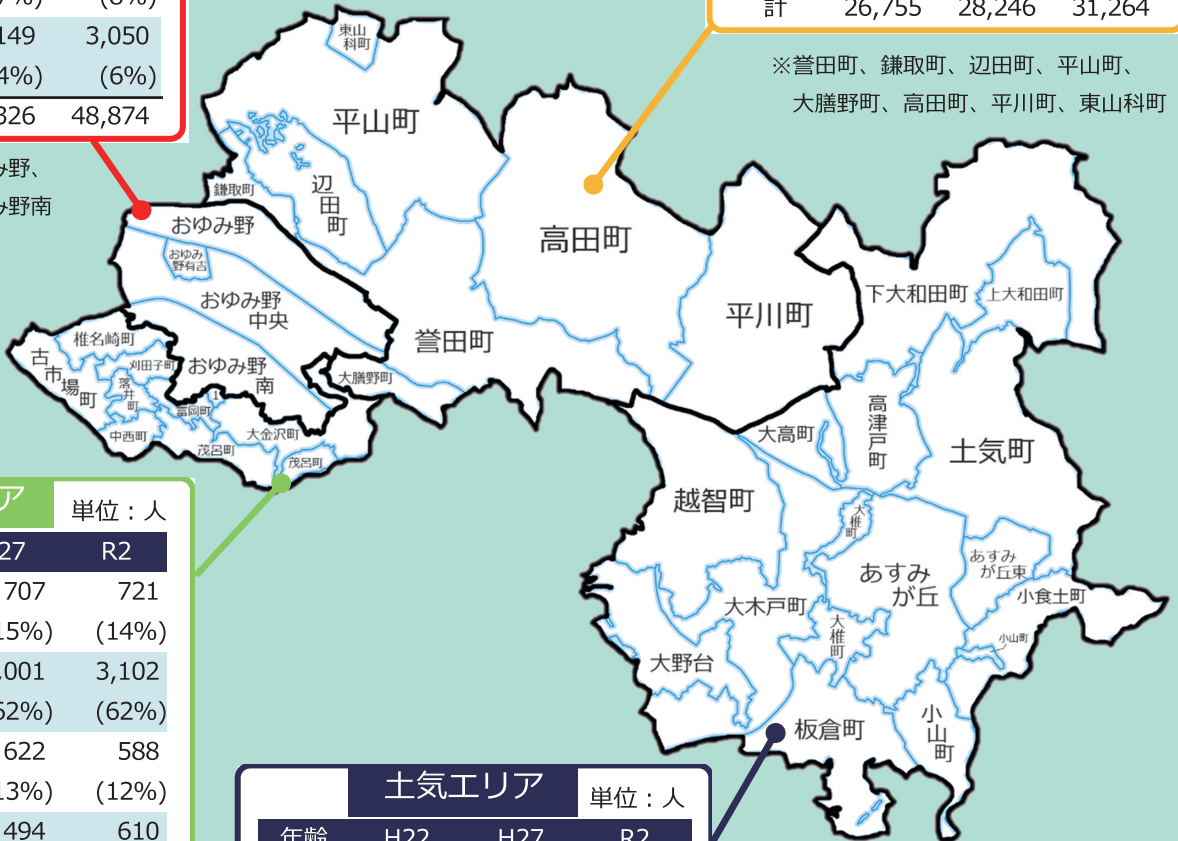 149 3,050
(6%)
326 48,874
計 26,755 28,246 31,264
※誉田町、鎌取町、辺田町、平山町、
大膳野町、高田町、平川町、東山科町
み野、
み野南
東山
科町
平山町
鎌取町
辺田町
おゆみ野
おゆみ
野有吉
おゆみ野
中央
おゆみ野
南
高田町
平川町
誉田町
大膳野町
下大和田町
上大和田町
椎名崎町
古市場町
刈田子町
落井町
富岡町
1
中西町
大金沢町
茂呂町
茂呂町
高津戸町
大高町
土気町
越智町
大椎町
あすみ
が丘
あすみ
が丘東
小食土町
大木戸町
大椎町
小山町
大野台
板倉町
小山町
リア 単位：人
27 R2
707 721
15%) (14%)
,001 3,102
62%) (62%)
622 588
13%) (12%)
494 610
土気エリア 単位：人
年齢 H22 H27 R2